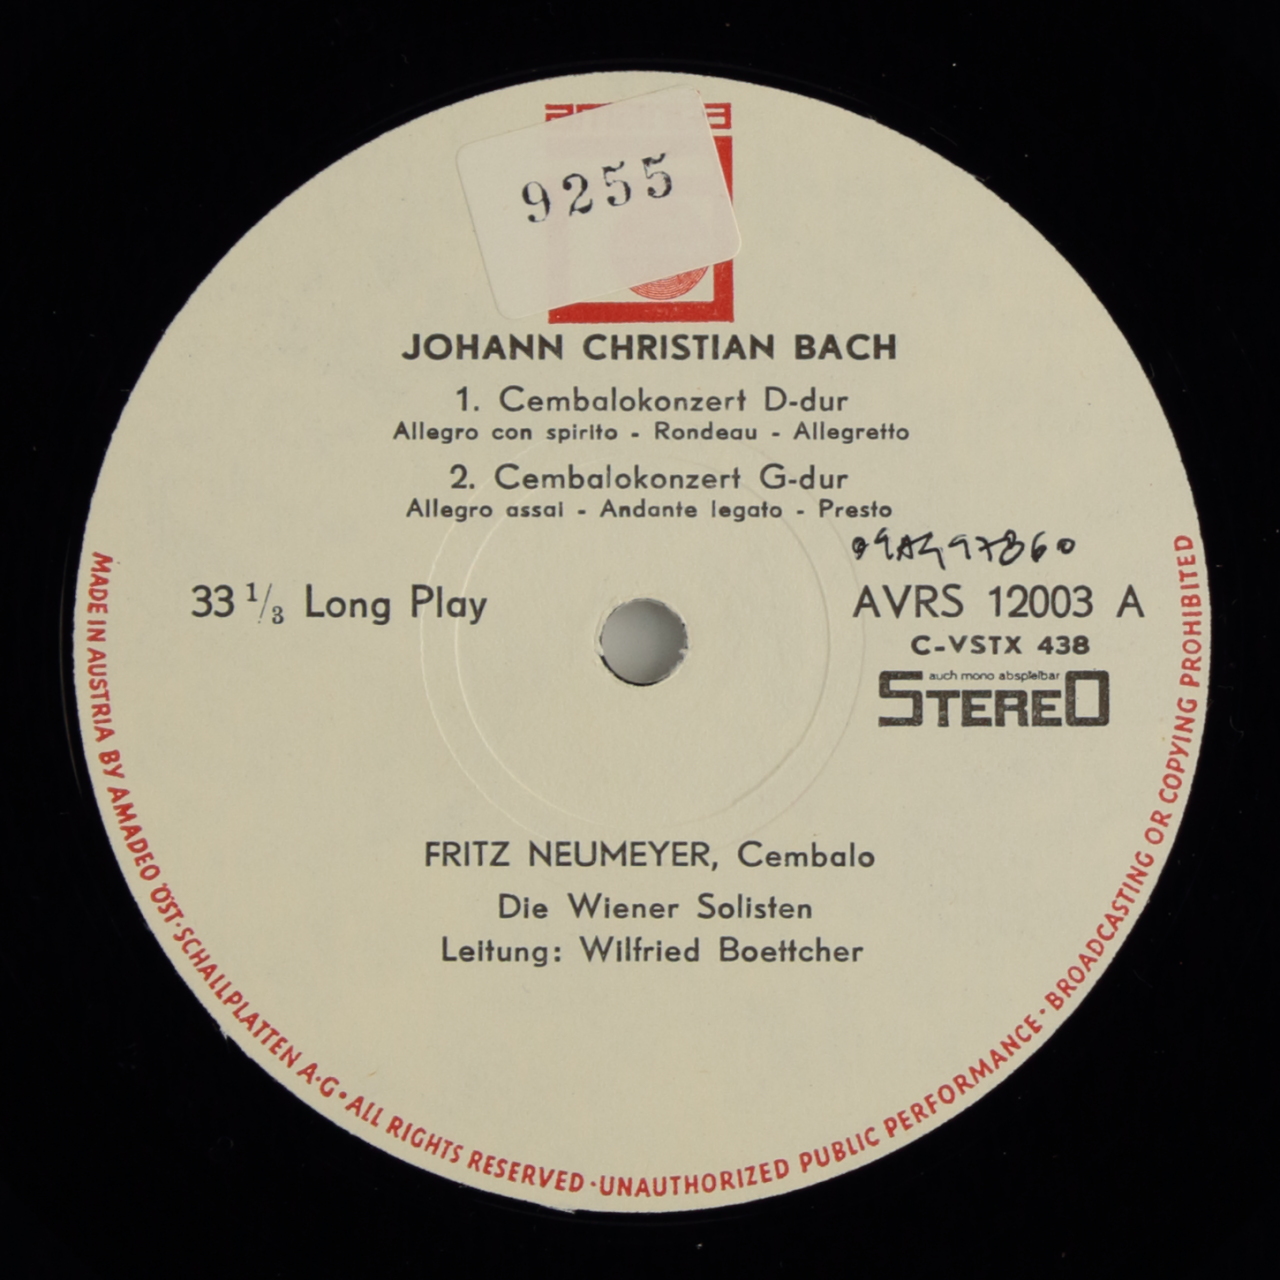 9255
JOHANN CHRISTIAN BACH
1. Cembalokonzert D-dur
Allegro con spirito - Rondeau - Allegretto
2. Cembalokonzert G-dur
Allegro assai - Andante legato - Presto
33 1/3 Long Play
AVRS 12003 A
C-VSTX 438
auch mono abspielbar
STEREO
FRITZ NEUMEYER, Cembalo
Die Wiener Solisten
Leitung: Wilfried Boettcher
MADE IN AUSTRIA BY AMADEO ÖST·SCHALLPLATTEN A·G·ALL RIGHTS RESERVED·UNAUTHORIZED PUBLIC PERFORMANCE·BROADCASTING OR COPYING PROHIBITED